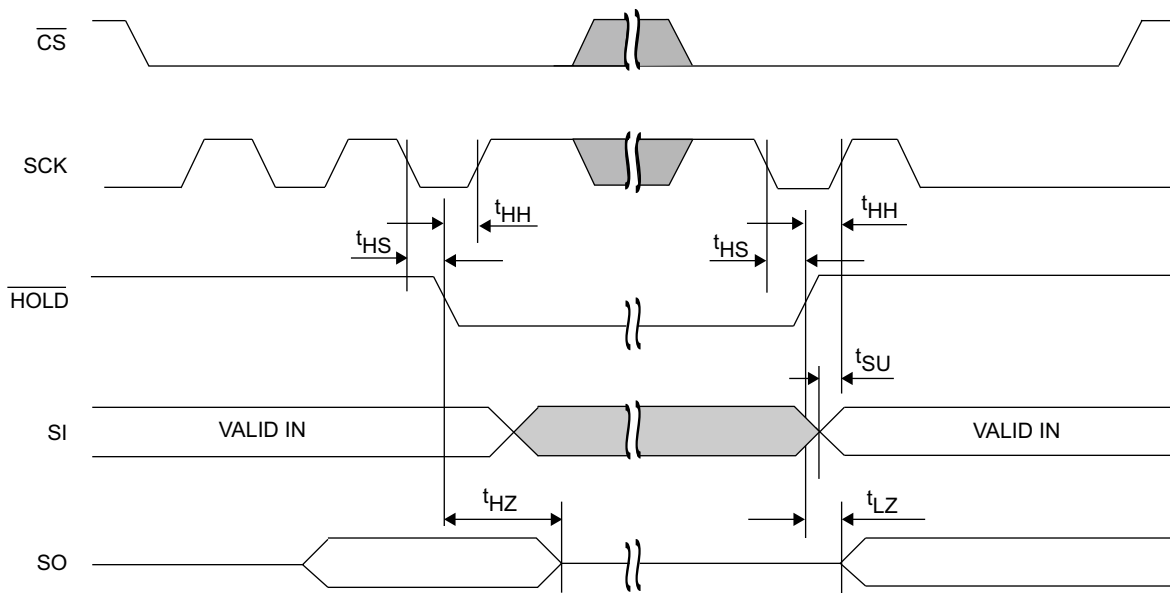 CS
SCK
tHH
tHH
tHS
tHS
HOLD
tSU
SI
VALID IN
VALID IN
tHZ
tLZ
SO